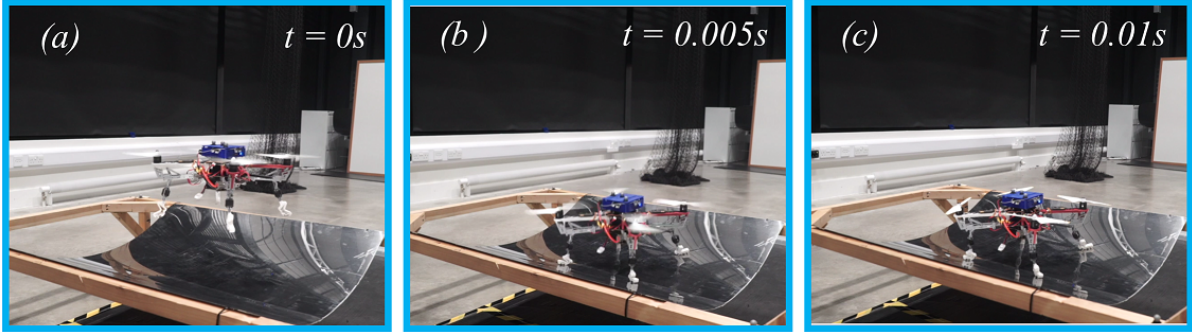 (a) t = 0s
(b ) t = 0.005s
(c) t = 0.01s